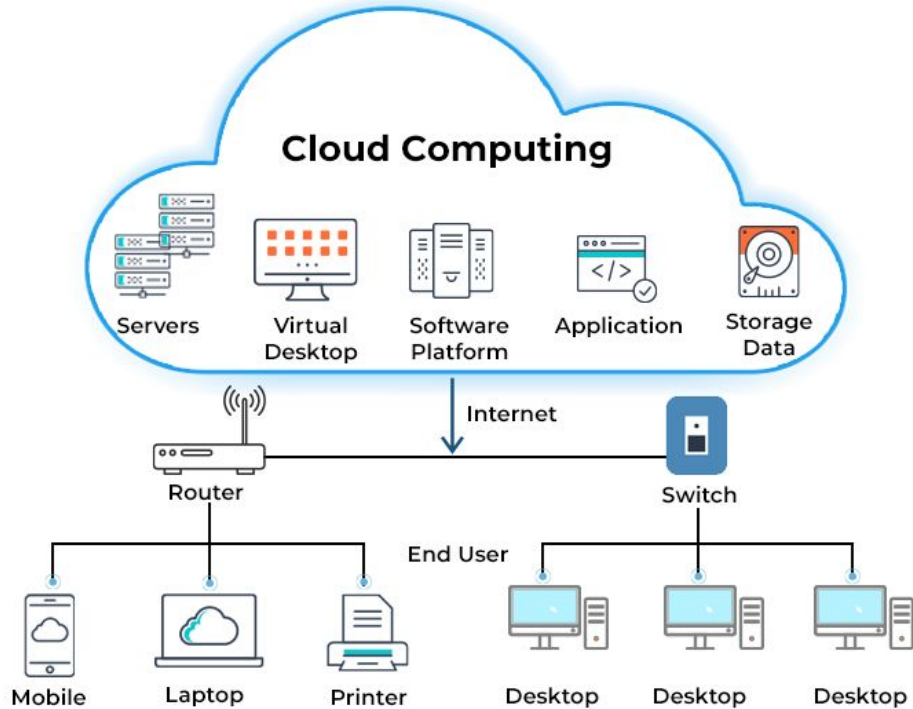 Cloud Computing
Servers
Virtual
Desktop
Software
Platform
</>
Application
Storage
Data
Internet
Router
Switch
End User
Mobile
Laptop
Printer
Desktop
Desktop
Desktop